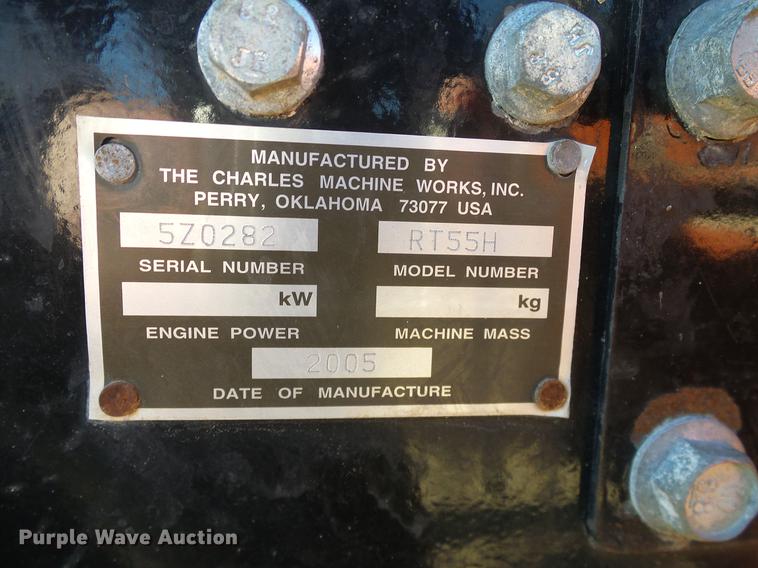 MANUFACTURED BY
THE CHARLES MACHINE WORKS, INC.
PERRY, OKLAHOMA 73077 USA
5Z0282 RT55H
SERIAL NUMBER MODEL NUMBER
kW kg
ENGINE POWER MACHINE MASS
2005
DATE OF MANUFACTURE
Purple Wave Auction